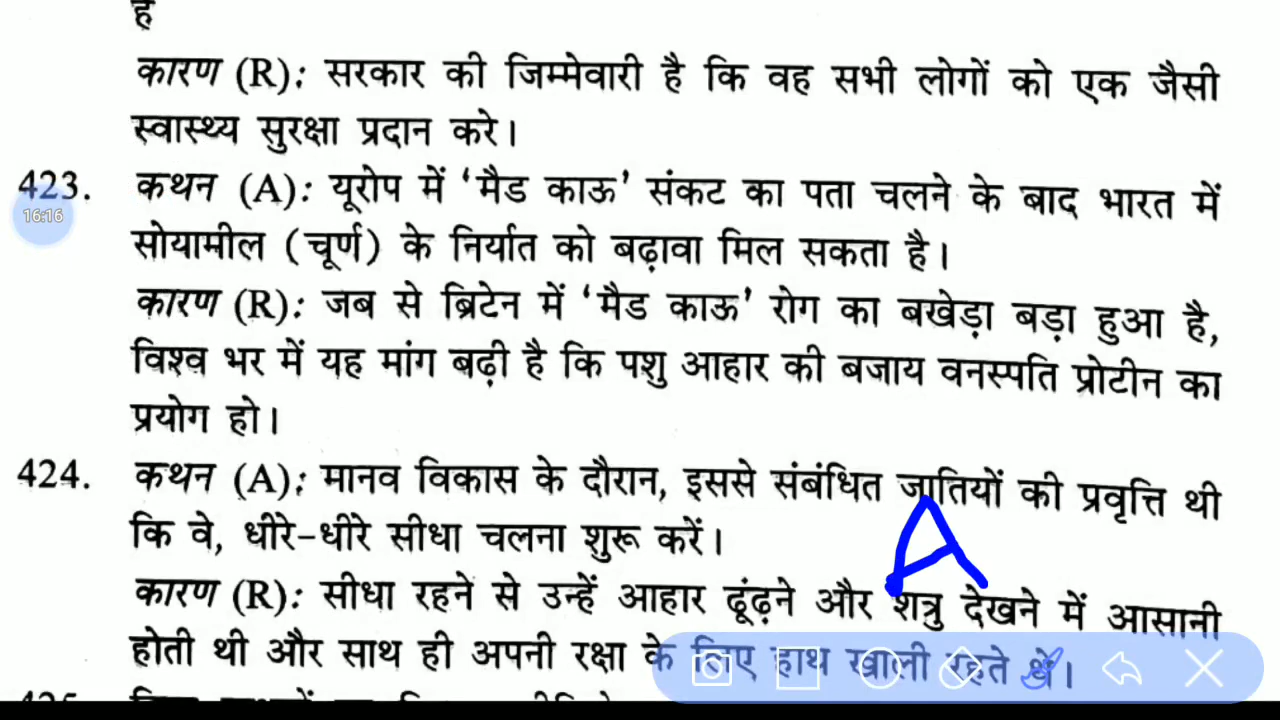 है
कारण (R): सरकार की जिम्मेवारी है कि वह सभी लोगों को एक जैसी
स्वास्थ्य सुरक्षा प्रदान करे।
423. कथन (A): यूरोप में ‘मैड काऊ’ संकट का पता चलने के बाद भारत में
16:16
सोयामील (चूर्ण) के निर्यात को बढ़ावा मिल सकता है।
कारण (R): जब से ब्रिटेन में ‘मैड काऊ’ रोग का बखेड़ा बड़ा हुआ है,
विश्व भर में यह मांग बढ़ी है कि पशु आहार की बजाय वनस्पति प्रोटीन का
प्रयोग हो।
424. कथन (A): मानव विकास के दौरान, इससे संबंधित जातियों की प्रवृत्ति थी
कि वे, धीरे-धीरे सीधा चलना शुरू करें।
A
कारण (R): सीधा रहने से उन्हें आहार ढूंढ़ने और शत्रु देखने में आसानी
होती थी और साथ ही अपनी रक्षा के लिए हाथ खाली रहते थे।